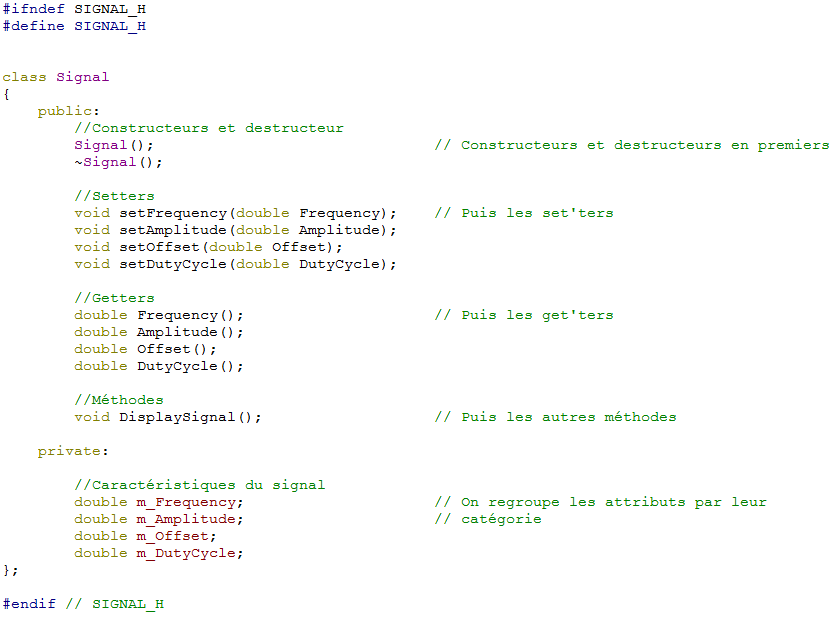 #ifndef SIGNAL_H
#define SIGNAL_H
class Signal
{
public:
//Constructeurs et destructeur
Signal(); // Constructeurs et destructeurs en premiers
~Signal();
//Setters
void setFrequency(double Frequency); // Puis les set'ters
void setAmplitude(double Amplitude);
void setOffset(double Offset);
void setDutyCycle(double DutyCycle);
//Getters
double Frequency(); // Puis les get'ters
double Amplitude();
double Offset();
double DutyCycle();
//Méthodes
void DisplaySignal(); // Puis les autres méthodes
private:
//Caractéristiques du signal
double m_Frequency; // On regroupe les attributs par leur
double m_Amplitude; // catégorie
double m_Offset;
double m_DutyCycle;
};
#endif // SIGNAL_H